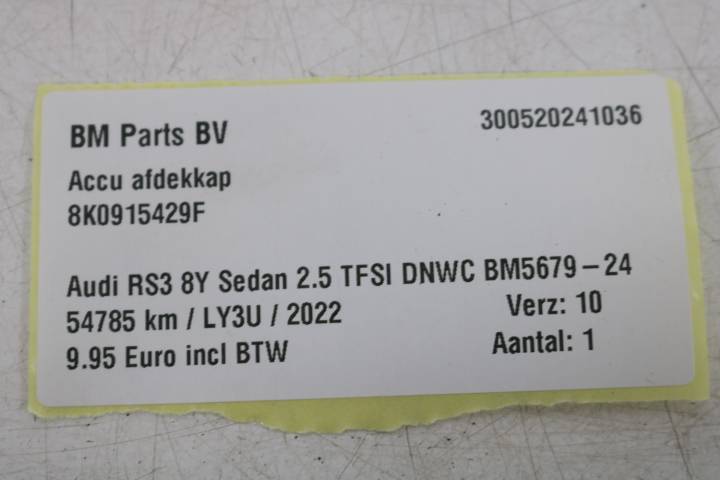 BM Parts BV 300520241036
Accu afdekkap
8K0915429F
Audi RS3 8Y Sedan 2.5 TFSI DNWC BM5679-24
54785 km / LY3U / 2022 Verz: 10
9.95 Euro incl BTW Aantal: 1